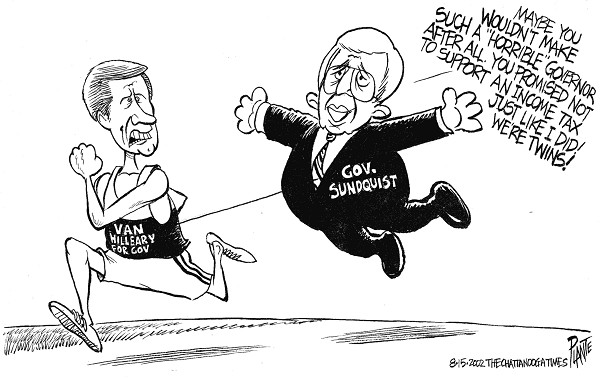 MAYBE YOU
WOULDN'T MAKE
SUCH A "HORRIBLE" GOVERNOR
AFTER ALL. YOU PROMISED NOT
TO SUPPORT AN INCOME TAX
JUST LIKE I DID!
WE'RE TWINS!
GOV.
SUNDQUIST
VAN
HILLEARY
FOR GOV
PLANTE
8-15-2002 THE CHATTANOOGA TIMES